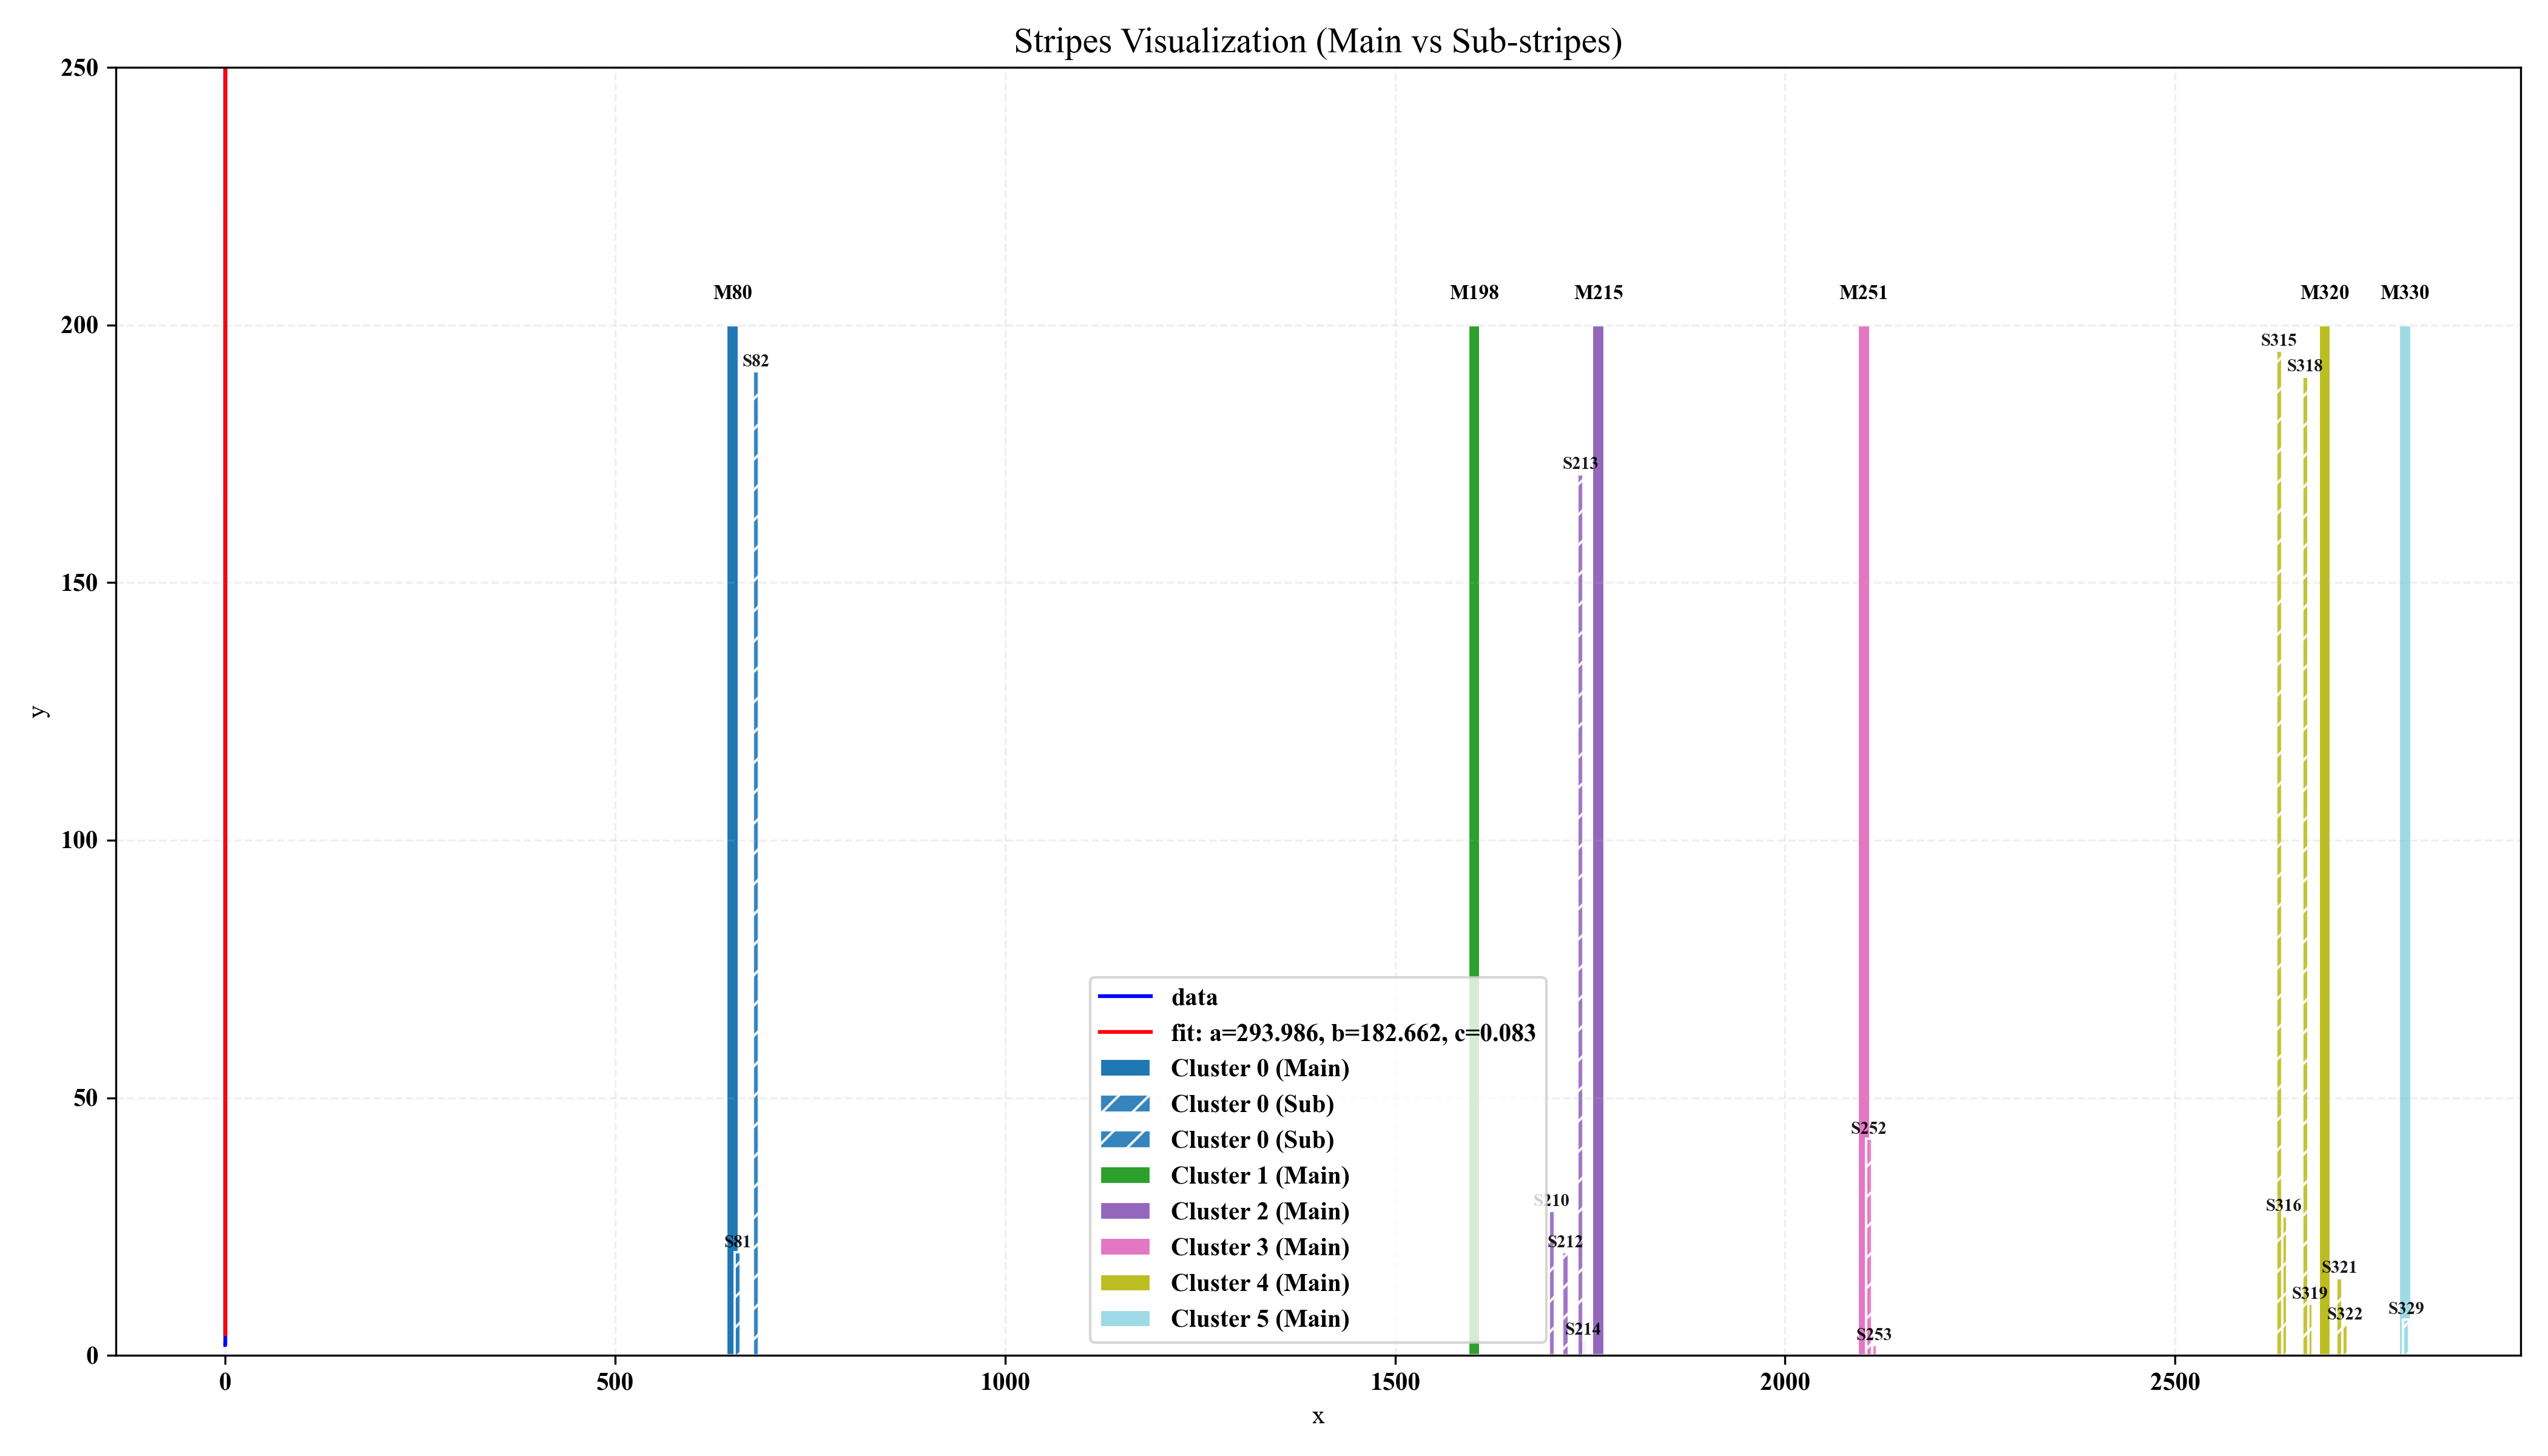 Stripes Visualization (Main vs Sub-stripes)
250
200
150
100
50
0
y
M80
M198
M215
M251
M320
M330
S82
S315
S318
S213
S252
S210
S316
S81
S212
S321
S319
S329
S322
S214
S253
data
fit: a=293.986, b=182.662, c=0.083
Cluster 0 (Main)
Cluster 0 (Sub)
Cluster 0 (Sub)
Cluster 1 (Main)
Cluster 2 (Main)
Cluster 3 (Main)
Cluster 4 (Main)
Cluster 5 (Main)
0
500
1000
1500
2000
2500
x